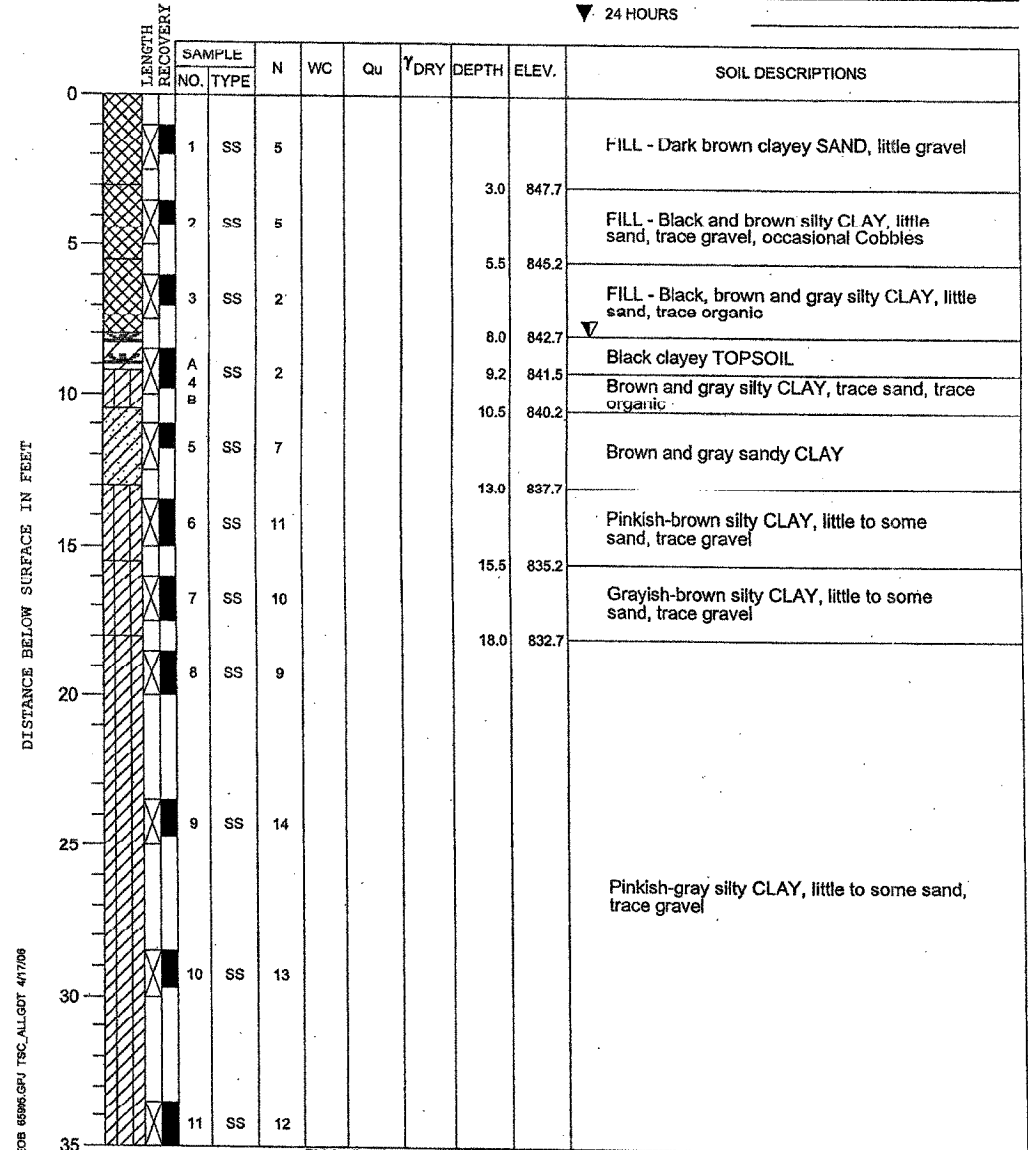 24 HOURS
LENGTH
RECOVERY
SAMPLE
NO. TYPE N WC Qu γDRY DEPTH ELEV. SOIL DESCRIPTIONS
0
1 SS 5 FILL - Dark brown clayey SAND, little gravel
3.0 847.7
2 SS 5 FILL - Black and brown silty CLAY, little
sand, trace gravel, occasional Cobbles
5
5.5 845.2
3 SS 2 FILL - Black, brown and gray silty CLAY, little
sand, trace organic
8.0 842.7
A
4 SS 2 Black clayey TOPSOIL
B
9.2 841.5
10 Brown and gray silty CLAY, trace sand, trace
organic
10.5 840.2
5 SS 7 Brown and gray sandy CLAY
13.0 837.7
6 SS 11 Pinkish-brown silty CLAY, little to some
sand, trace gravel
15
15.5 835.2
7 SS 10 Grayish-brown silty CLAY, little to some
sand, trace gravel
18.0 832.7
8 SS 9
20
9 SS 14
25
Pinkish-gray silty CLAY, little to some sand,
trace gravel
10 SS 13
30
11 SS 12
35
DISTANCE BELOW SURFACE IN FEET
TSC_ALL.GDT 4/17/06